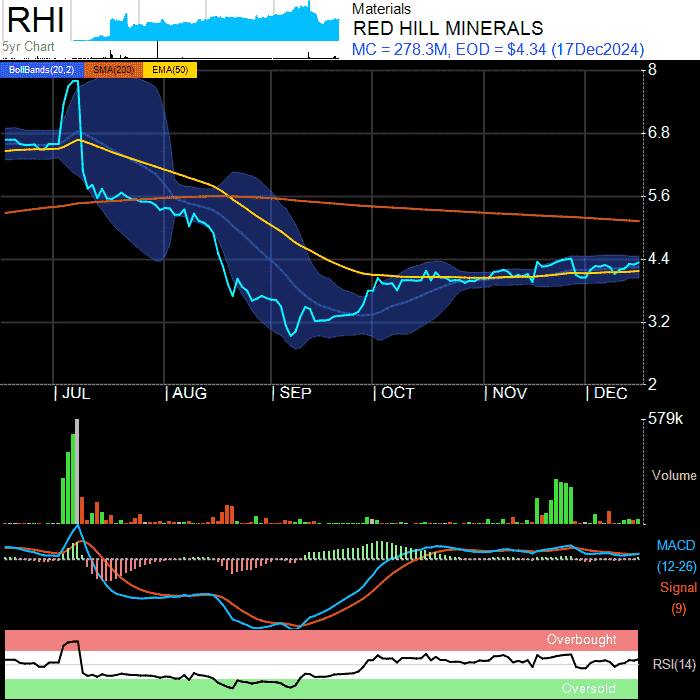 RHI
5yr Chart
Materials
RED HILL MINERALS
MC = 278.3M, EOD = $4.34 (17Dec2024)
BollBands(20,2) SMA(200) EMA(50)
8
6.8
5.6
4.4
3.2
2
JUL AUG SEP OCT NOV DEC
579k
Volume
MACD
(12-26)
Signal
(9)
Overbought
RSI(14)
Oversold